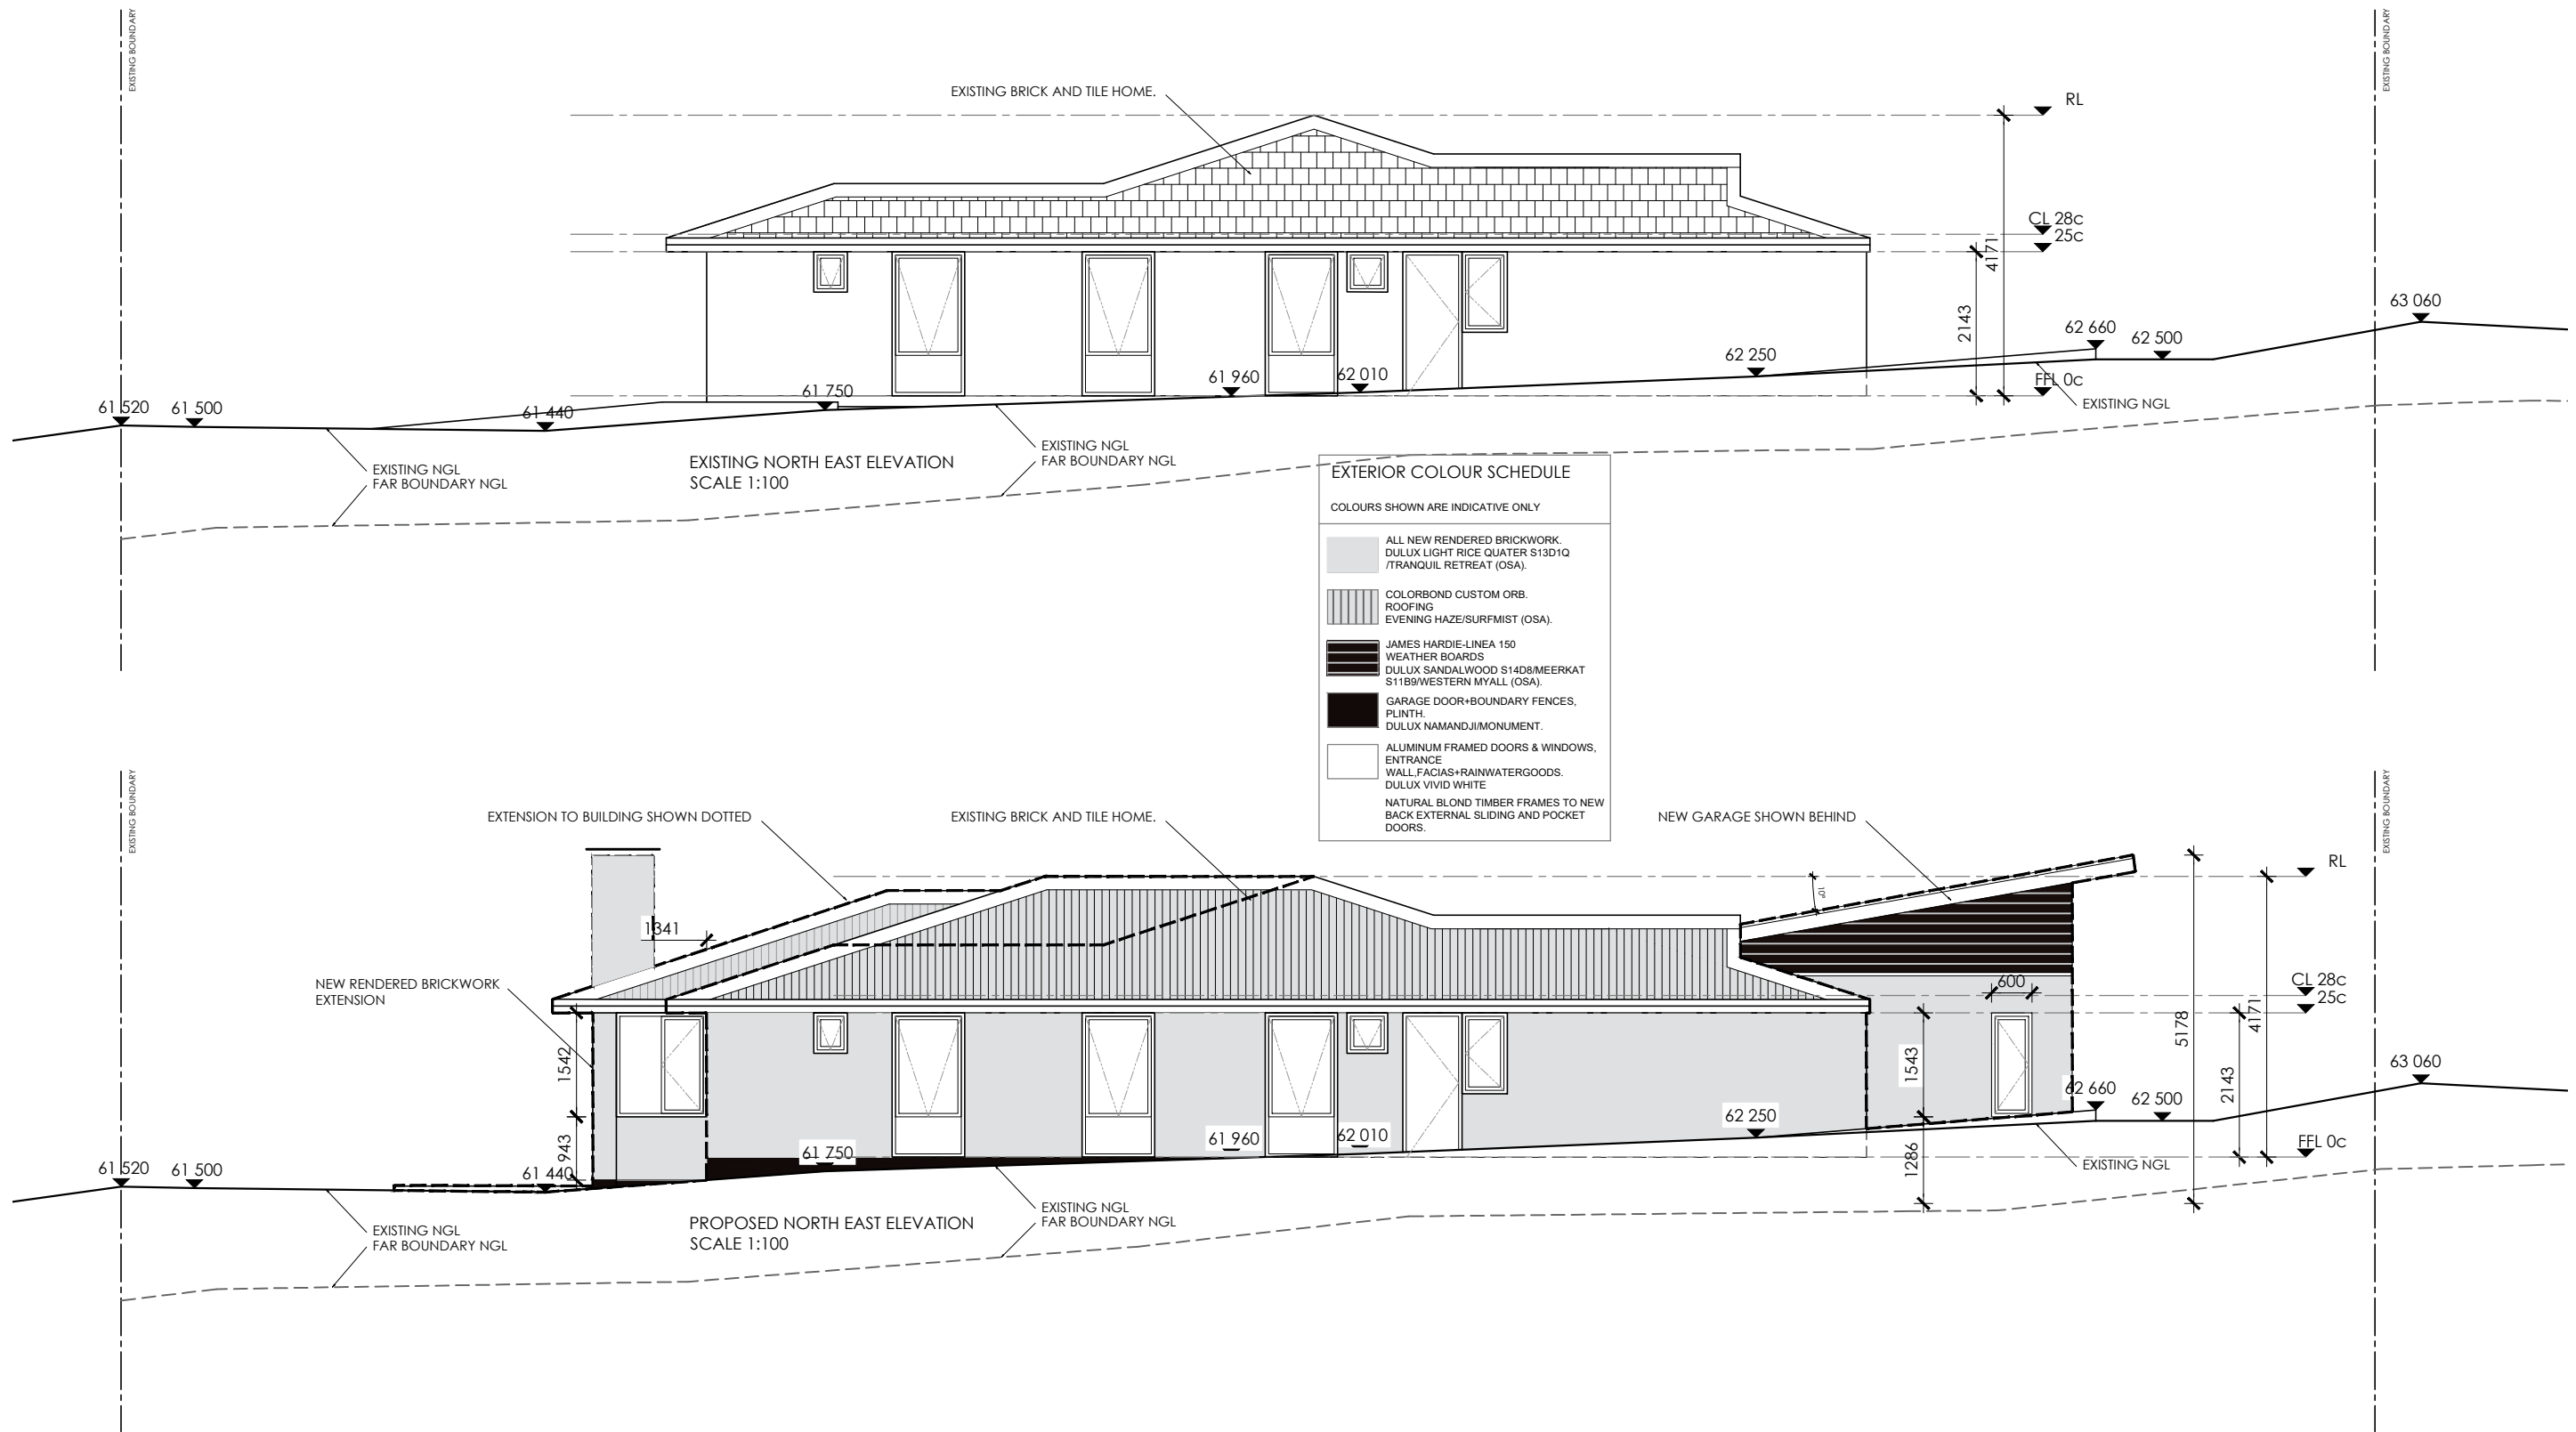 EXISTING BOUNDARY
EXISTING BOUNDARY
EXISTING BRICK AND TILE HOME.
RL
CL 28c
25c
4171
2143
63 060
62 660
62 500
62 250
FFL 0c
EXISTING NGL
61 520
61 500
61 440
61 750
61 960
62 010
EXISTING NGL
FAR BOUNDARY NGL
EXISTING NORTH EAST ELEVATION
SCALE 1:100
EXISTING NGL
FAR BOUNDARY NGL
EXTERIOR COLOUR SCHEDULE
COLOURS SHOWN ARE INDICATIVE ONLY
ALL NEW RENDERED BRICKWORK.
DULUX LIGHT RICE QUATER S13D1Q
/TRANQUIL RETREAT (OSA).
COLORBOND CUSTOM ORB.
ROOFING
EVENING HAZE/SURFMIST (OSA).
JAMES HARDIE-LINEA 150
WEATHER BOARDS
DULUX SANDALWOOD S14D8/MEERKAT
S11B9/WESTERN MYALL (OSA).
GARAGE DOOR+BOUNDARY FENCES,
PLINTH.
DULUX NAMANDJI/MONUMENT.
ALUMINUM FRAMED DOORS & WINDOWS,
ENTRANCE
WALL,FACIAS+RAINWATERGOODS.
DULUX VIVID WHITE
NATURAL BLOND TIMBER FRAMES TO NEW
BACK EXTERNAL SLIDING AND POCKET
DOORS.
EXISTING BOUNDARY
EXISTING BOUNDARY
EXTENSION TO BUILDING SHOWN DOTTED
EXISTING BRICK AND TILE HOME.
NEW GARAGE SHOWN BEHIND
RL
10°
1341
NEW RENDERED BRICKWORK
EXTENSION
600
CL 28c
25c
1542
943
1543
1286
5178
2143
4171
63 060
62 660
62 500
62 250
FFL 0c
EXISTING NGL
61 520
61 500
61 440
61 750
61 960
62 010
EXISTING NGL
FAR BOUNDARY NGL
PROPOSED NORTH EAST ELEVATION
SCALE 1:100
EXISTING NGL
FAR BOUNDARY NGL